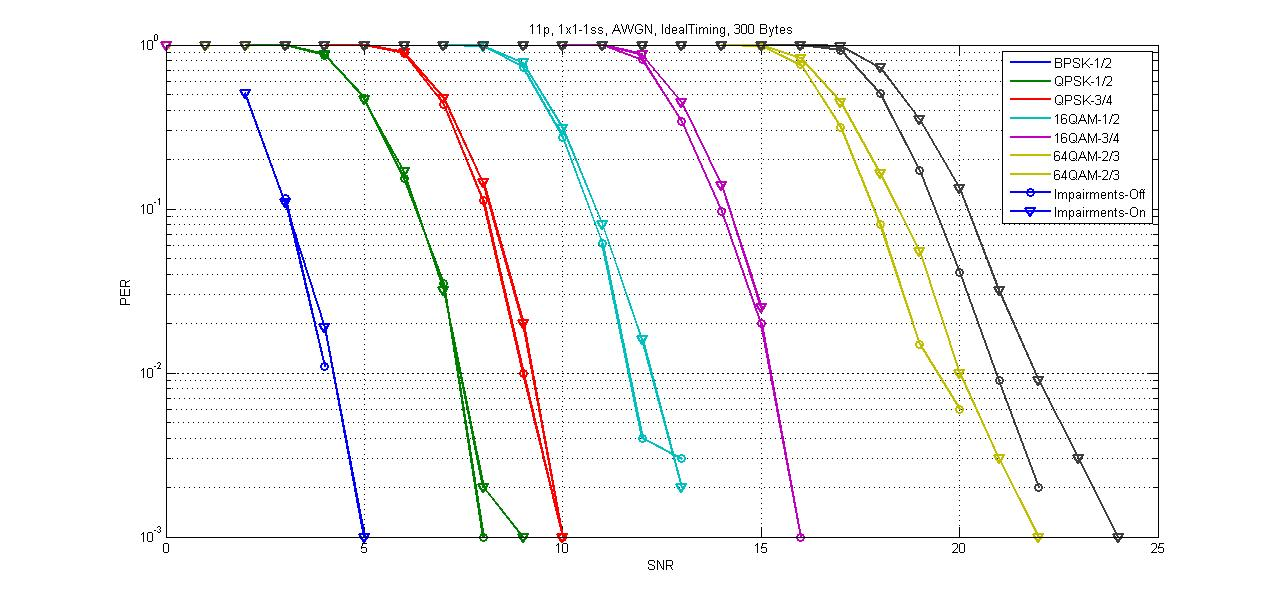 11p, 1x1-1ss, AWGN, IdealTiming, 300 Bytes
10^0
10^-1
10^-2
10^-3
PER
0 5 10 15 20 25
SNR
BPSK-1/2
QPSK-1/2
QPSK-3/4
16QAM-1/2
16QAM-3/4
64QAM-2/3
64QAM-2/3
Impairments-Off
Impairments-On